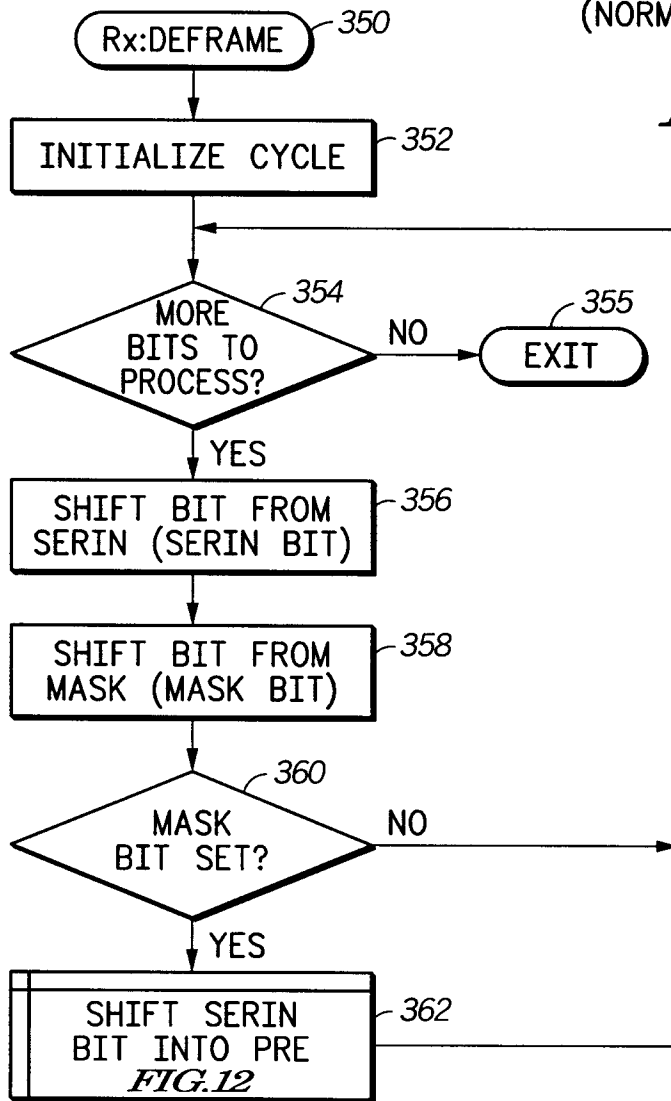 Rx:DEFRAME
350
(NORM
INITIALIZE CYCLE
352
MORE
BITS TO
PROCESS?
354
NO
355
EXIT
YES
SHIFT BIT FROM
SERIN (SERIN BIT)
356
SHIFT BIT FROM
MASK (MASK BIT)
358
360
MASK
BIT SET?
NO
YES
SHIFT SERIN
BIT INTO PRE
FIG.12
362